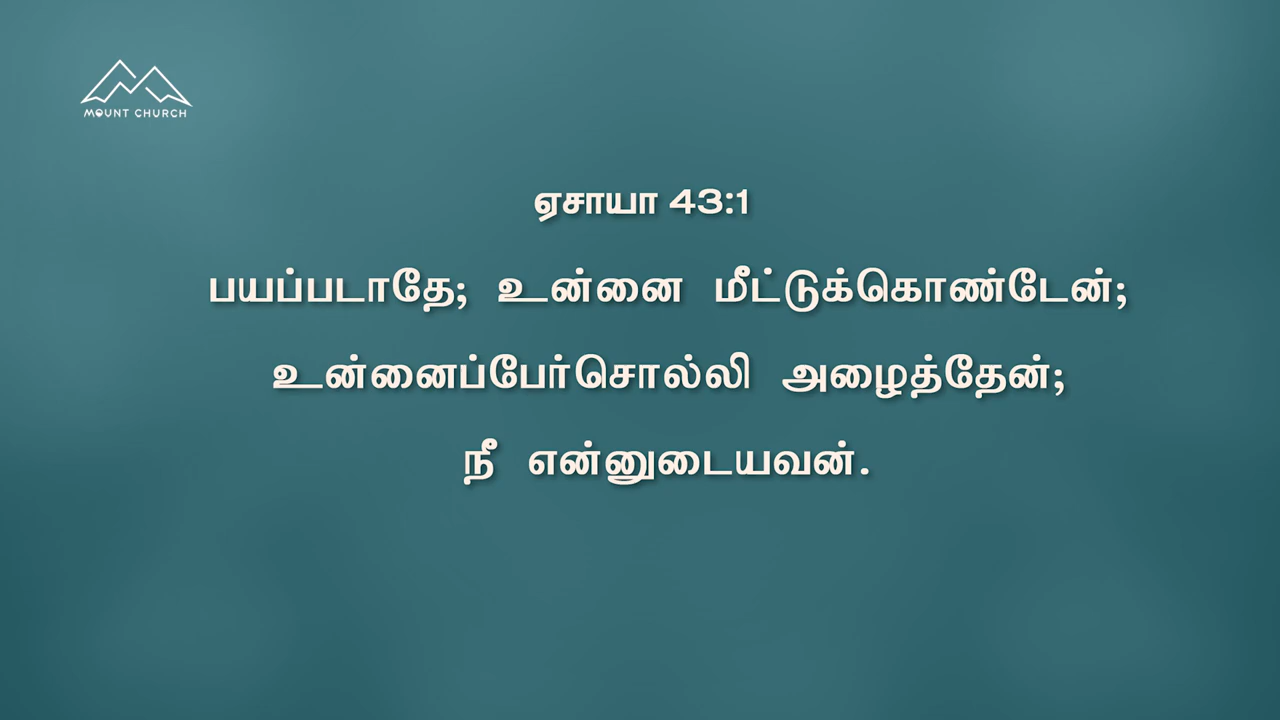 MOUNT CHURCH
ஏசாயா 43:1
பயப்படாதே; உன்னை மீட்டுக்கொண்டேன்;
உன்னைப்பேர்சொல்லி அழைத்தேன்;
நீ என்னுடையவன்.